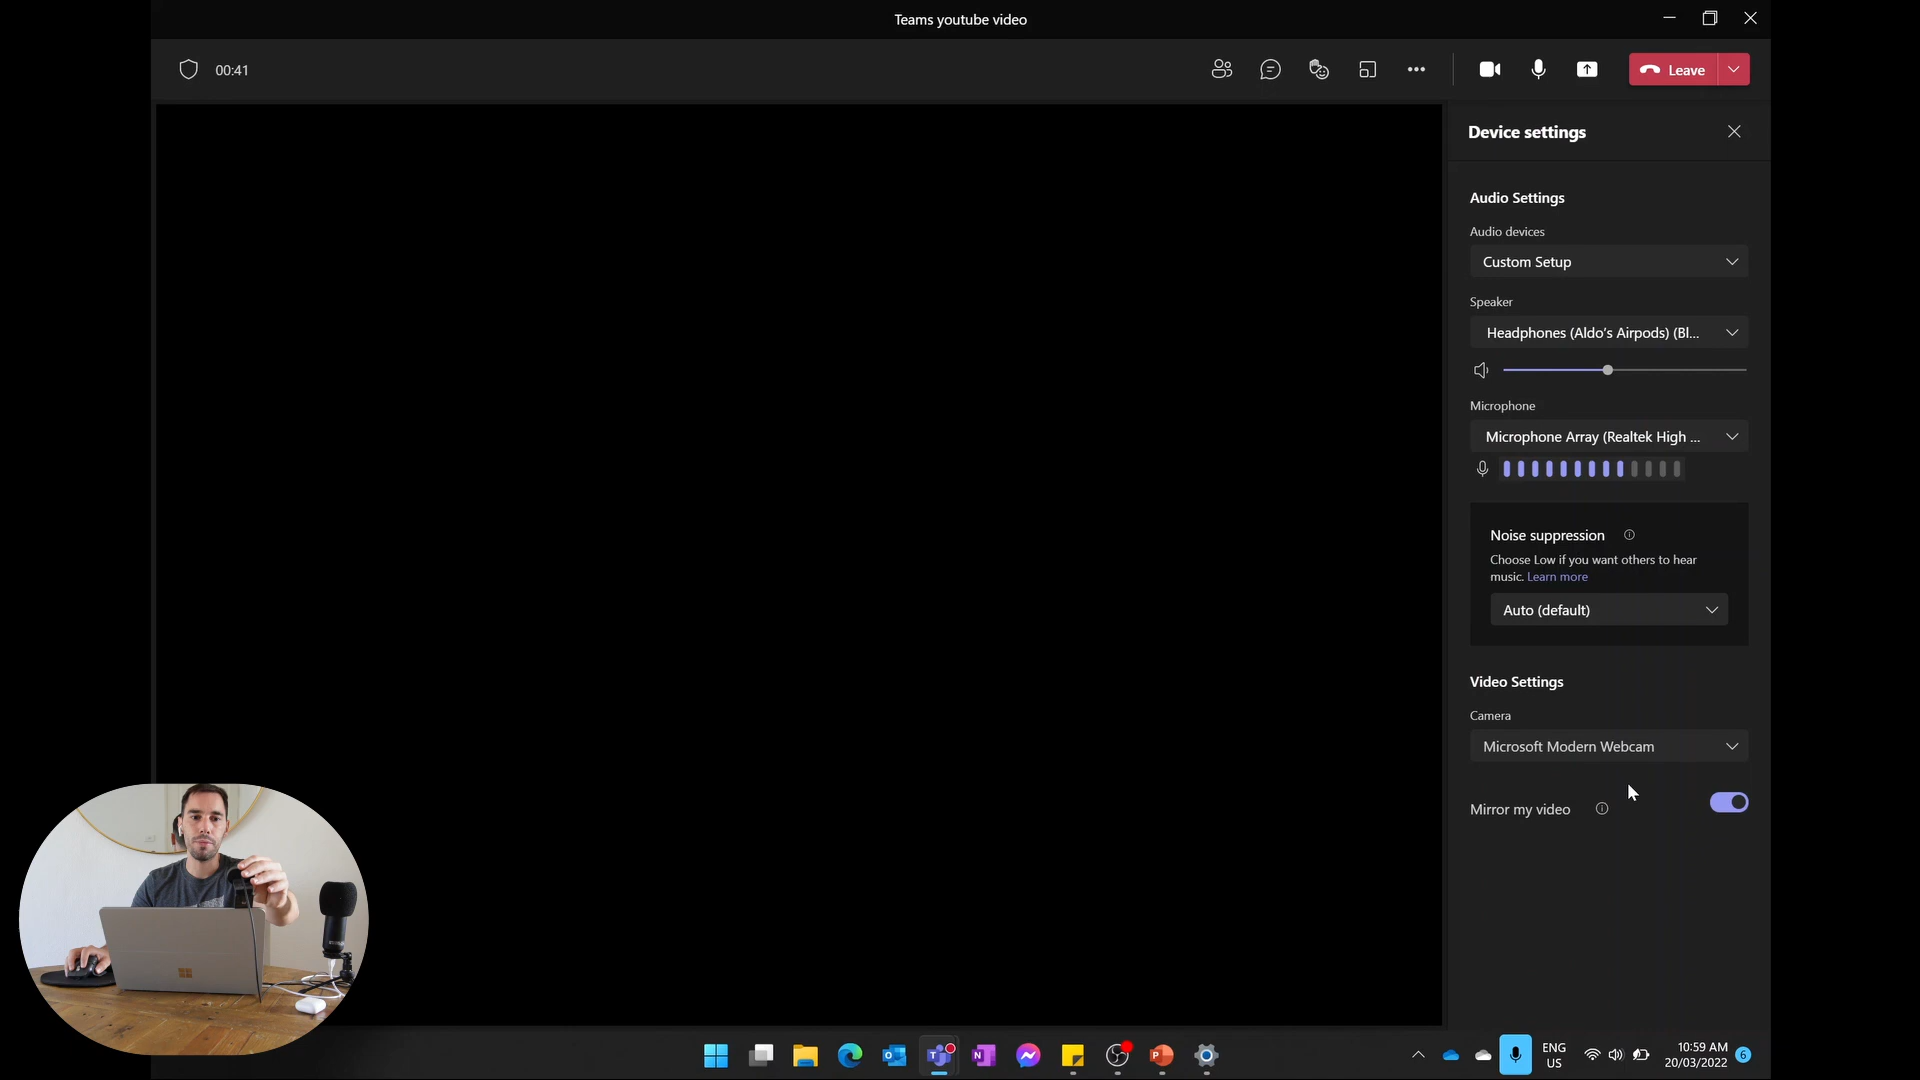 Teams youtube video
00:41
Leave
Device settings
Audio Settings
Audio devices
Custom Setup
Speaker
Headphones (Aldo's Airpods) (Bl...
Microphone
Microphone Array (Realtek High ...
Noise suppression
Choose Low if you want others to hear
music. Learn more
Auto (default)
Video Settings
Camera
Microsoft Modern Webcam
Mirror my video
ENG
US
10:59 AM
20/03/2022
6